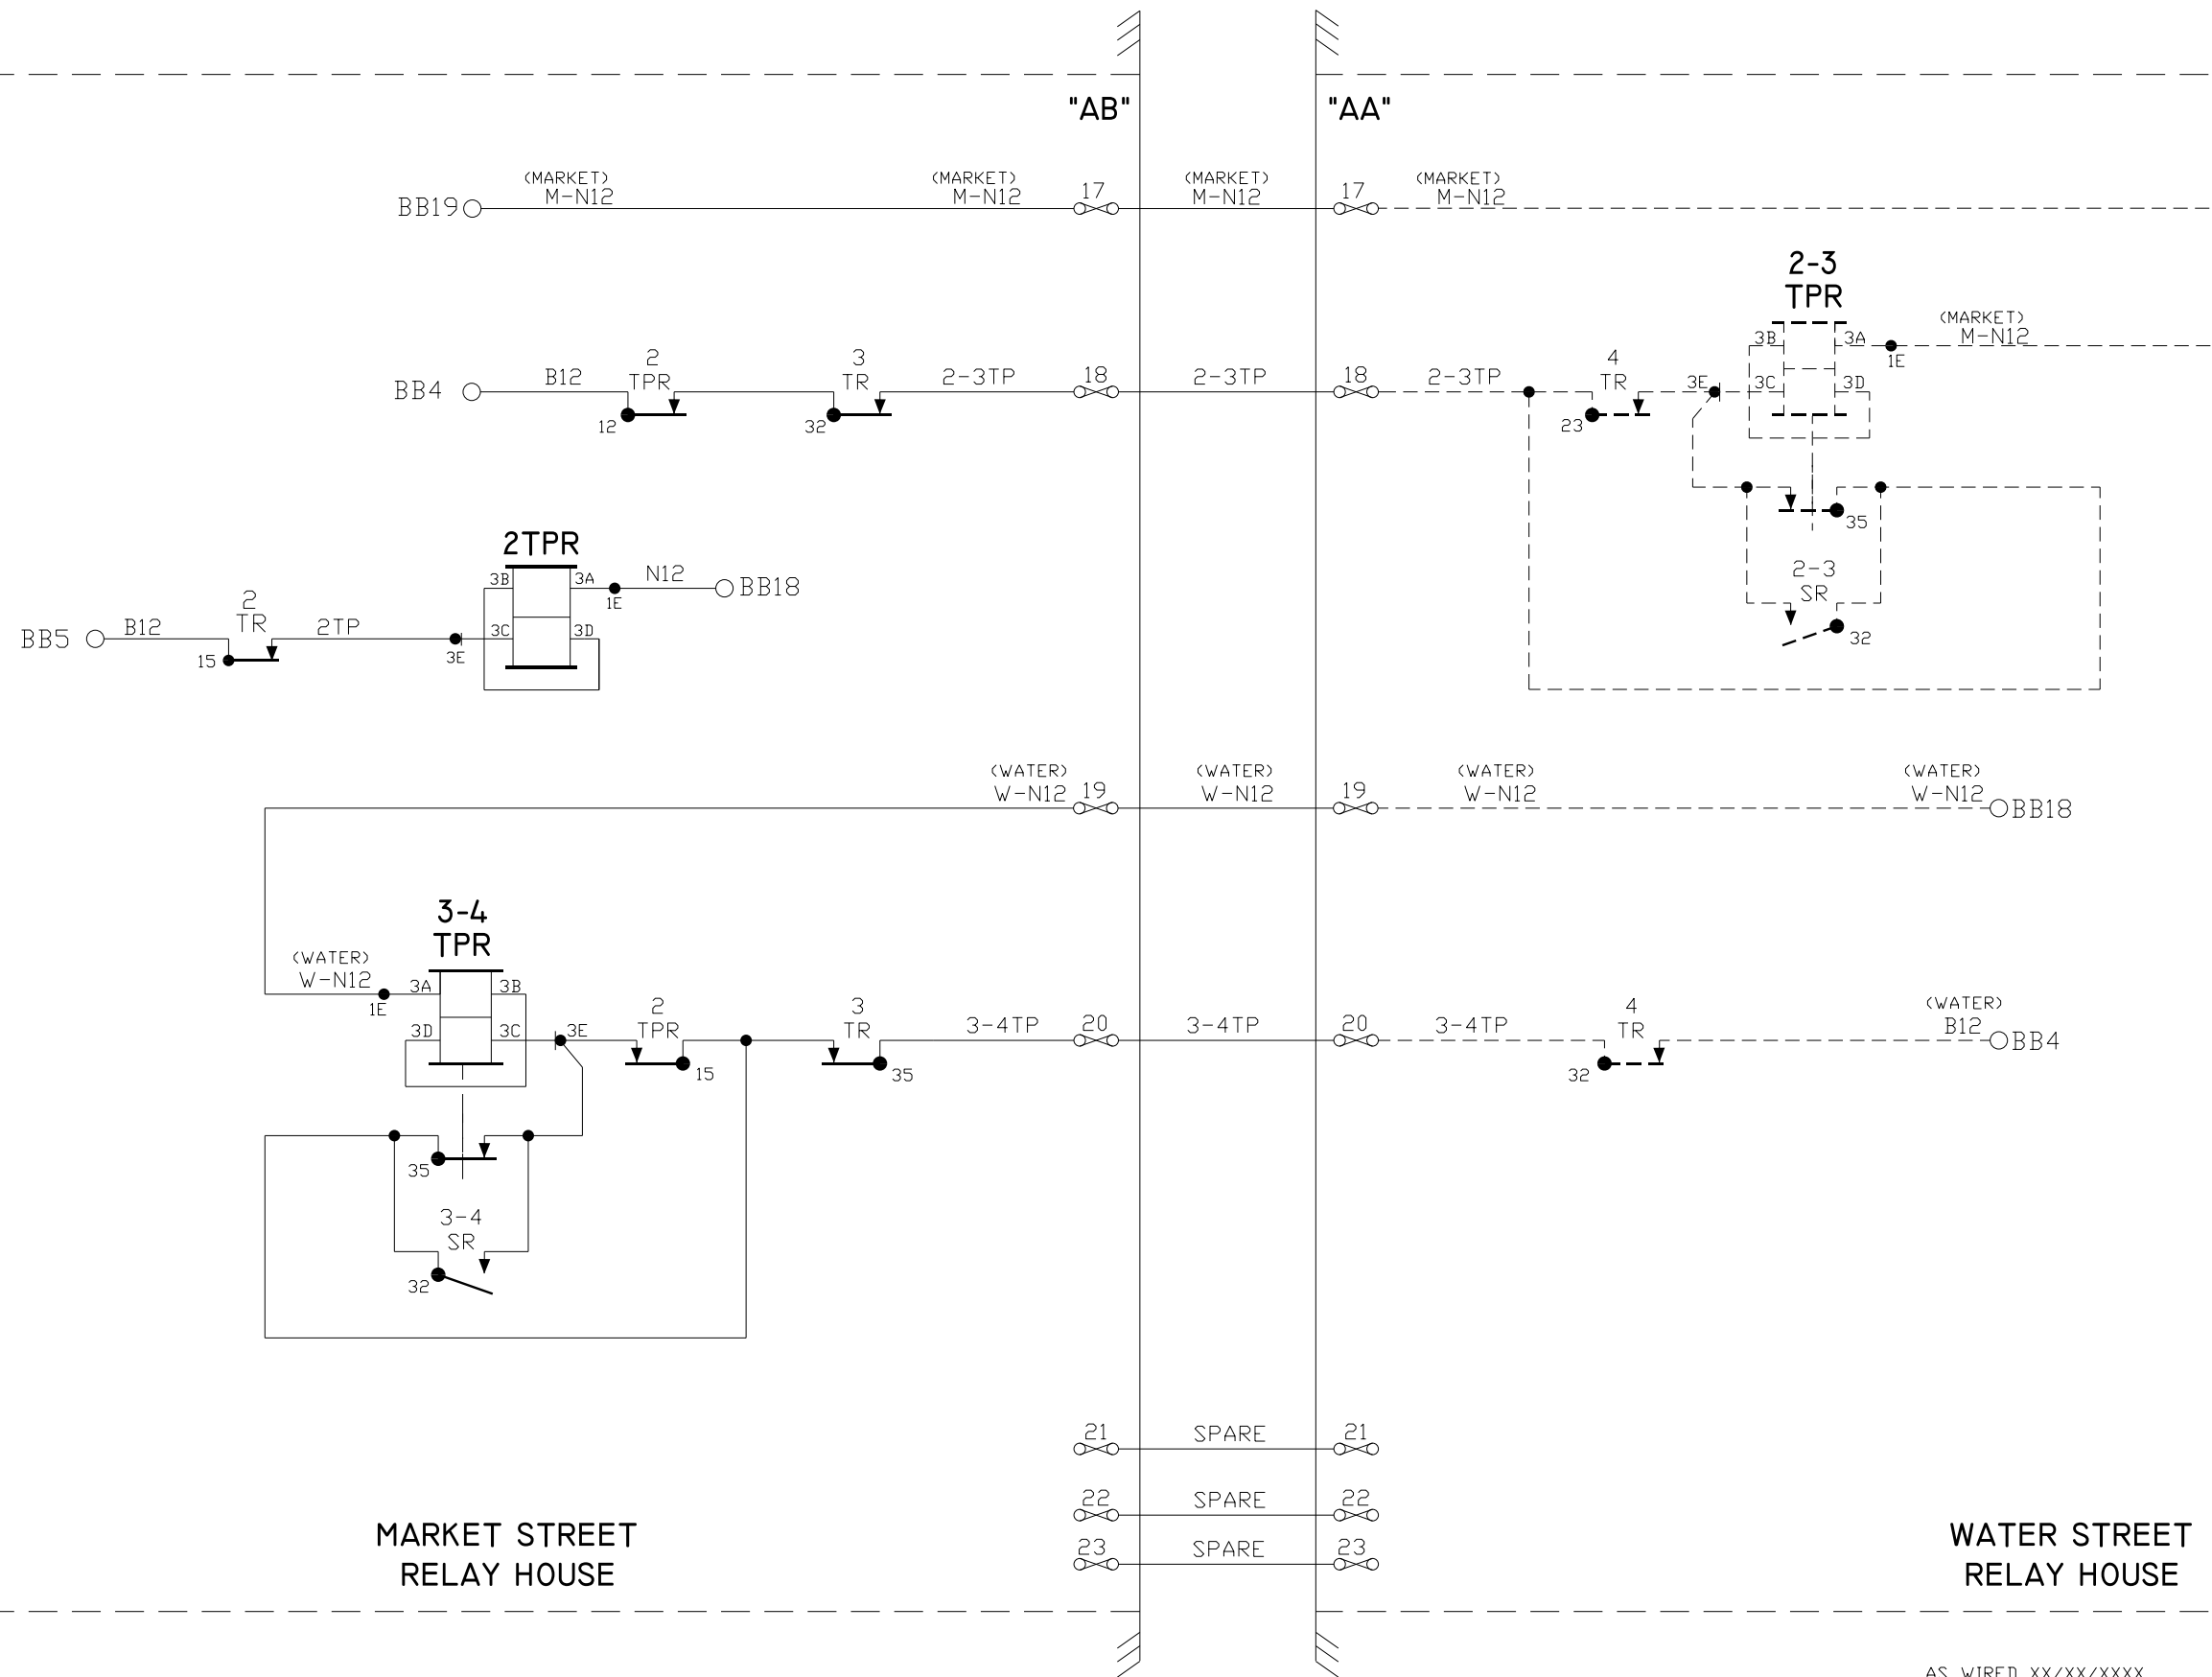 "AB" "AA"
(MARKET) (MARKET) 17 (MARKET) 17 (MARKET)
BB19 M-N12 M-N12 M-N12 M-N12
2-3
TPR
(MARKET)
3B 3A M-N12
1E
2 3 4
BB4 B12 TPR TR 2-3TP 18 2-3TP 18 2-3TP TR 3E 3C 3D
12 32 23
35
2TPR
3B 3A N12 BB18
1E
2-3
SR
32
2
BB5 B12 TR 2TP 3C 3D
15 3E
(WATER) (WATER) (WATER) (WATER)
W-N12 19 W-N12 19 W-N12 W-N12 BB18
3-4
TPR
(WATER)
W-N12 3A 3B
1E
2 3 4 (WATER)
3D 3C 3E TPR TR 3-4TP 20 3-4TP 20 3-4TP TR B12 BB4
15 35 32
35
3-4
SR
32
21 SPARE 21
22 SPARE 22
23 SPARE 23
MARKET STREET
RELAY HOUSE
WATER STREET
RELAY HOUSE
AS WIRED XX/XX/XXXX